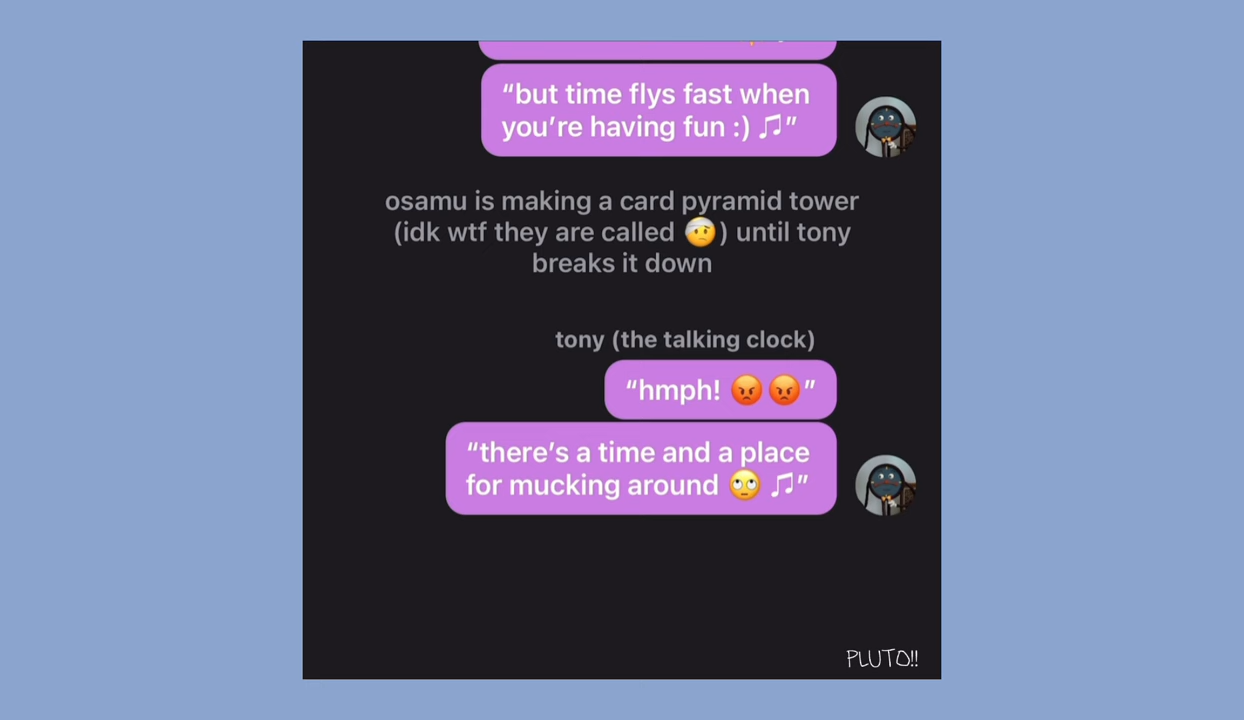 “but time flys fast when
you’re having fun :) 🎵”
osamu is making a card pyramid tower
(idk wtf they are called 🤕) until tony
breaks it down
tony (the talking clock)
“hmph! 😡😡”
“there’s a time and a place
for mucking around 🙄 🎵”
PLUTO!!